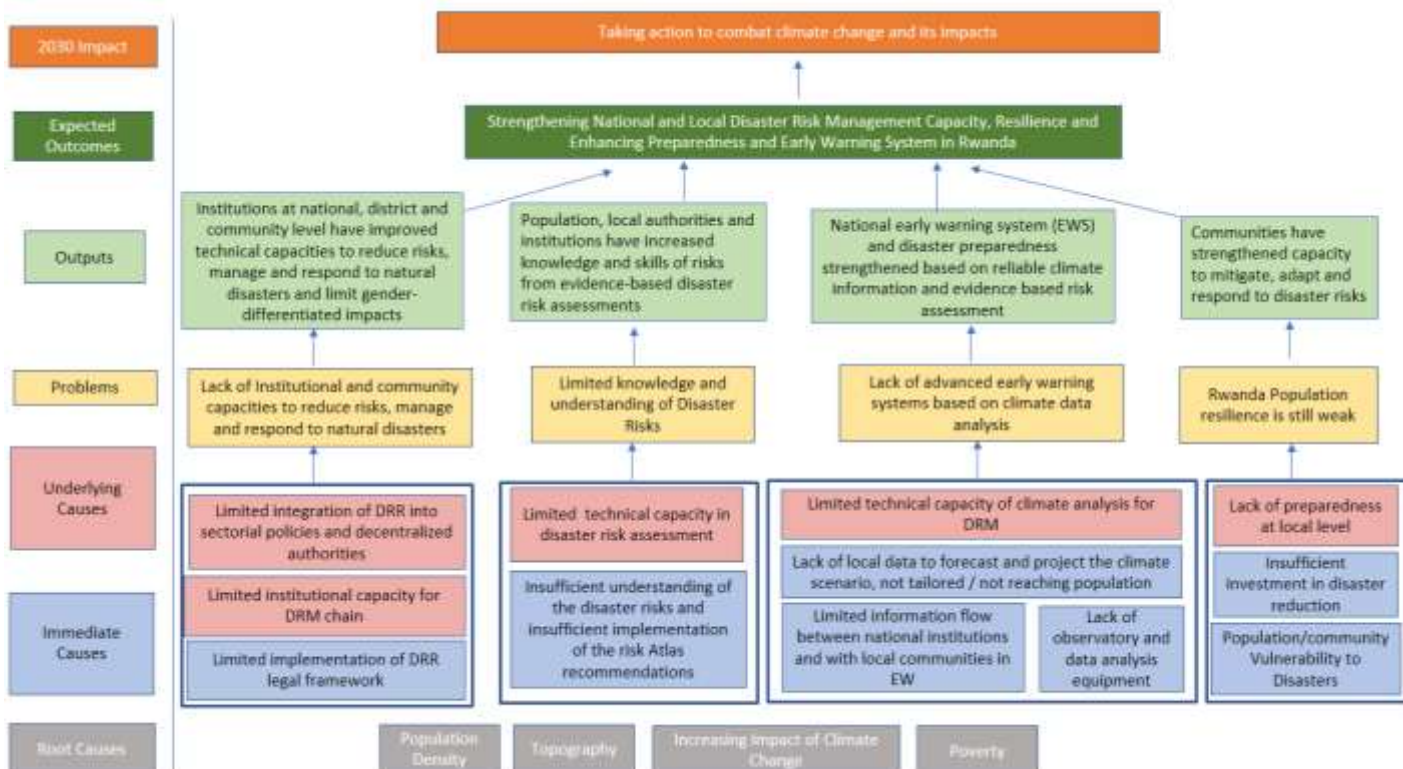 2030 Impact
Taking action to combat climate change and its impacts
Expected
Outcomes
Strengthening National and Local Disaster Risk Management Capacity, Resilience and
Enhancing Preparedness and Early Warning System in Rwanda
Outputs
Institutions at national, district and
community level have improved
technical capacities to reduce risks,
manage and respond to natural
disasters and limit gender-
differentiated impacts
Population, local authorities and
institutions have increased
knowledge and skills of risks
from evidence-based disaster
risk assessments
National early warning system (EWS)
and disaster preparedness
strengthened based on reliable climate
information and evidence based risk
assessment
Communities have
strengthened capacity
to mitigate, adapt and
respond to disaster risks
Problems
Lack of Institutional and community
capacities to reduce risks, manage
and respond to natural disasters
Limited knowledge and
understanding of Disaster
Risks
Lack of advanced early warning
systems based on climate data
analysis
Rwanda Population
resilience is still weak
Underlying
Causes
Limited integration of DRR into
sectorial policies and decentralized
authorities
Limited institutional capacity for
DRM chain
Limited technical capacity in
disaster risk assessment
Limited technical capacity of climate analysis for
DRM
Lack of preparedness
at local level
Immediate
Causes
Limited implementation of DRR
legal framework
Insufficient understanding of
the disaster risks and
insufficient implementation
of the risk Atlas
recommendations
Lack of local data to forecast and project the climate
scenario, not tailored / not reaching population
Limited information flow
between national institutions
and with local communities in
EW
Lack of
observatory and
data analysis
equipment
Insufficient
investment in disaster
reduction
Population/community
Vulnerability to
Disasters
Root Causes
Population
Density
Topography
Increasing Impact of Climate
Change
Poverty